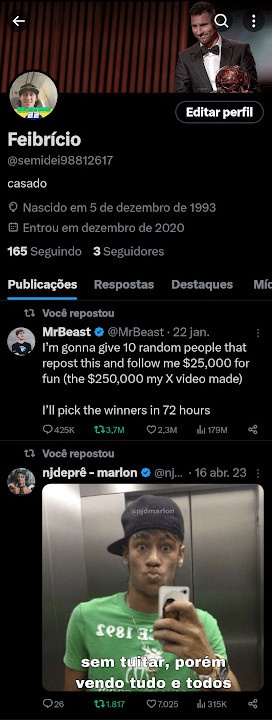 Editar perfil
Feibrício
@semidei98812617
casado
Nascido em 5 de dezembro de 1993
Entrou em dezembro de 2020
165 Seguindo 3 Seguidores
Publicações Respostas Destaques Míd
Você repostou
MrBeast @MrBeast · 22 jan.
I'm gonna give 10 random people that
repost this and follow me $25,000 for
fun (the $250,000 my X video made)
I'll pick the winners in 72 hours
425K 3,7M 2,3M 179M
Você repostou
njdeprê - marlon @nj... · 16 abr. 23
@njdmarlon
sem tuitar, porém
vendo tudo e todos
26 1.817 7.025 315K